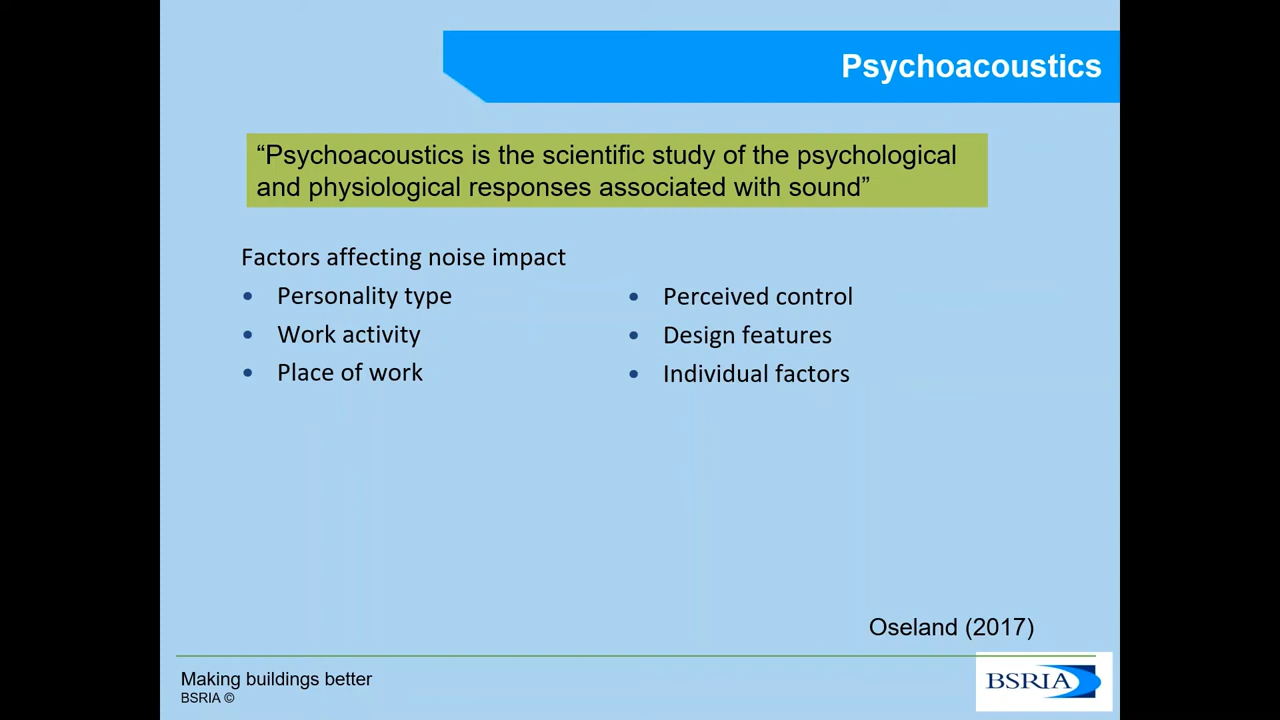 Psychoacoustics
“Psychoacoustics is the scientific study of the psychological
and physiological responses associated with sound”
Factors affecting noise impact
• Personality type
• Work activity
• Place of work
• Perceived control
• Design features
• Individual factors
Oseland (2017)
Making buildings better
BSRIA ©
BSRIA